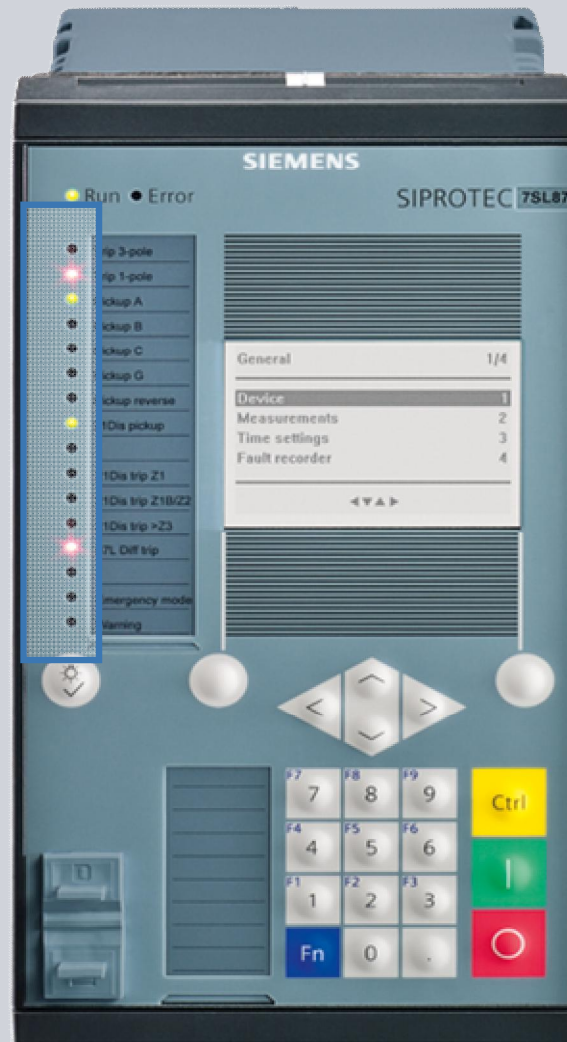 SIEMENS
Run Error
SIPROTEC 7SL87
rip 3-pole
rip 1-pole
ickup A
ickup B
ickup C
ickup G
ickup reverse
1Dis pickup
1Dis trip Z1
1Dis trip Z1B/Z2
1Dis trip >Z3
7L Diff trip
mergency mode
Warning
General 1/4
Device 1
Measurements 2
Time settings 3
Fault recorder 4
F7 7 F8 8 F9 9
Ctrl
F4 4 F5 5 F6 6
F1 1 F2 2 F3 3
Fn 0 .